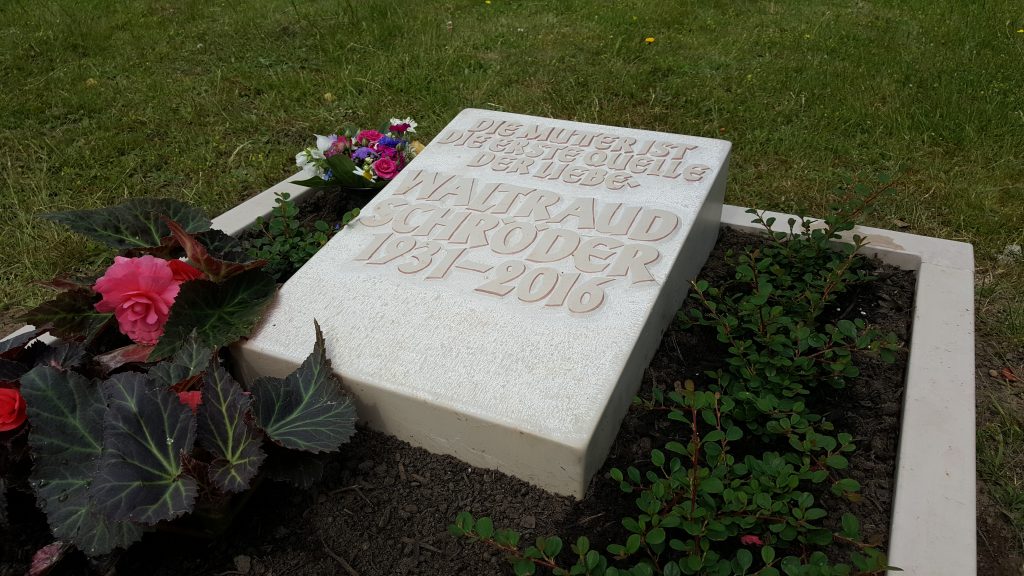 DIE MUTTER IST
DIE ERSTE QUELLE
DER LIEBE.
WALTRAUD
SCHRÖDER
1931-2016